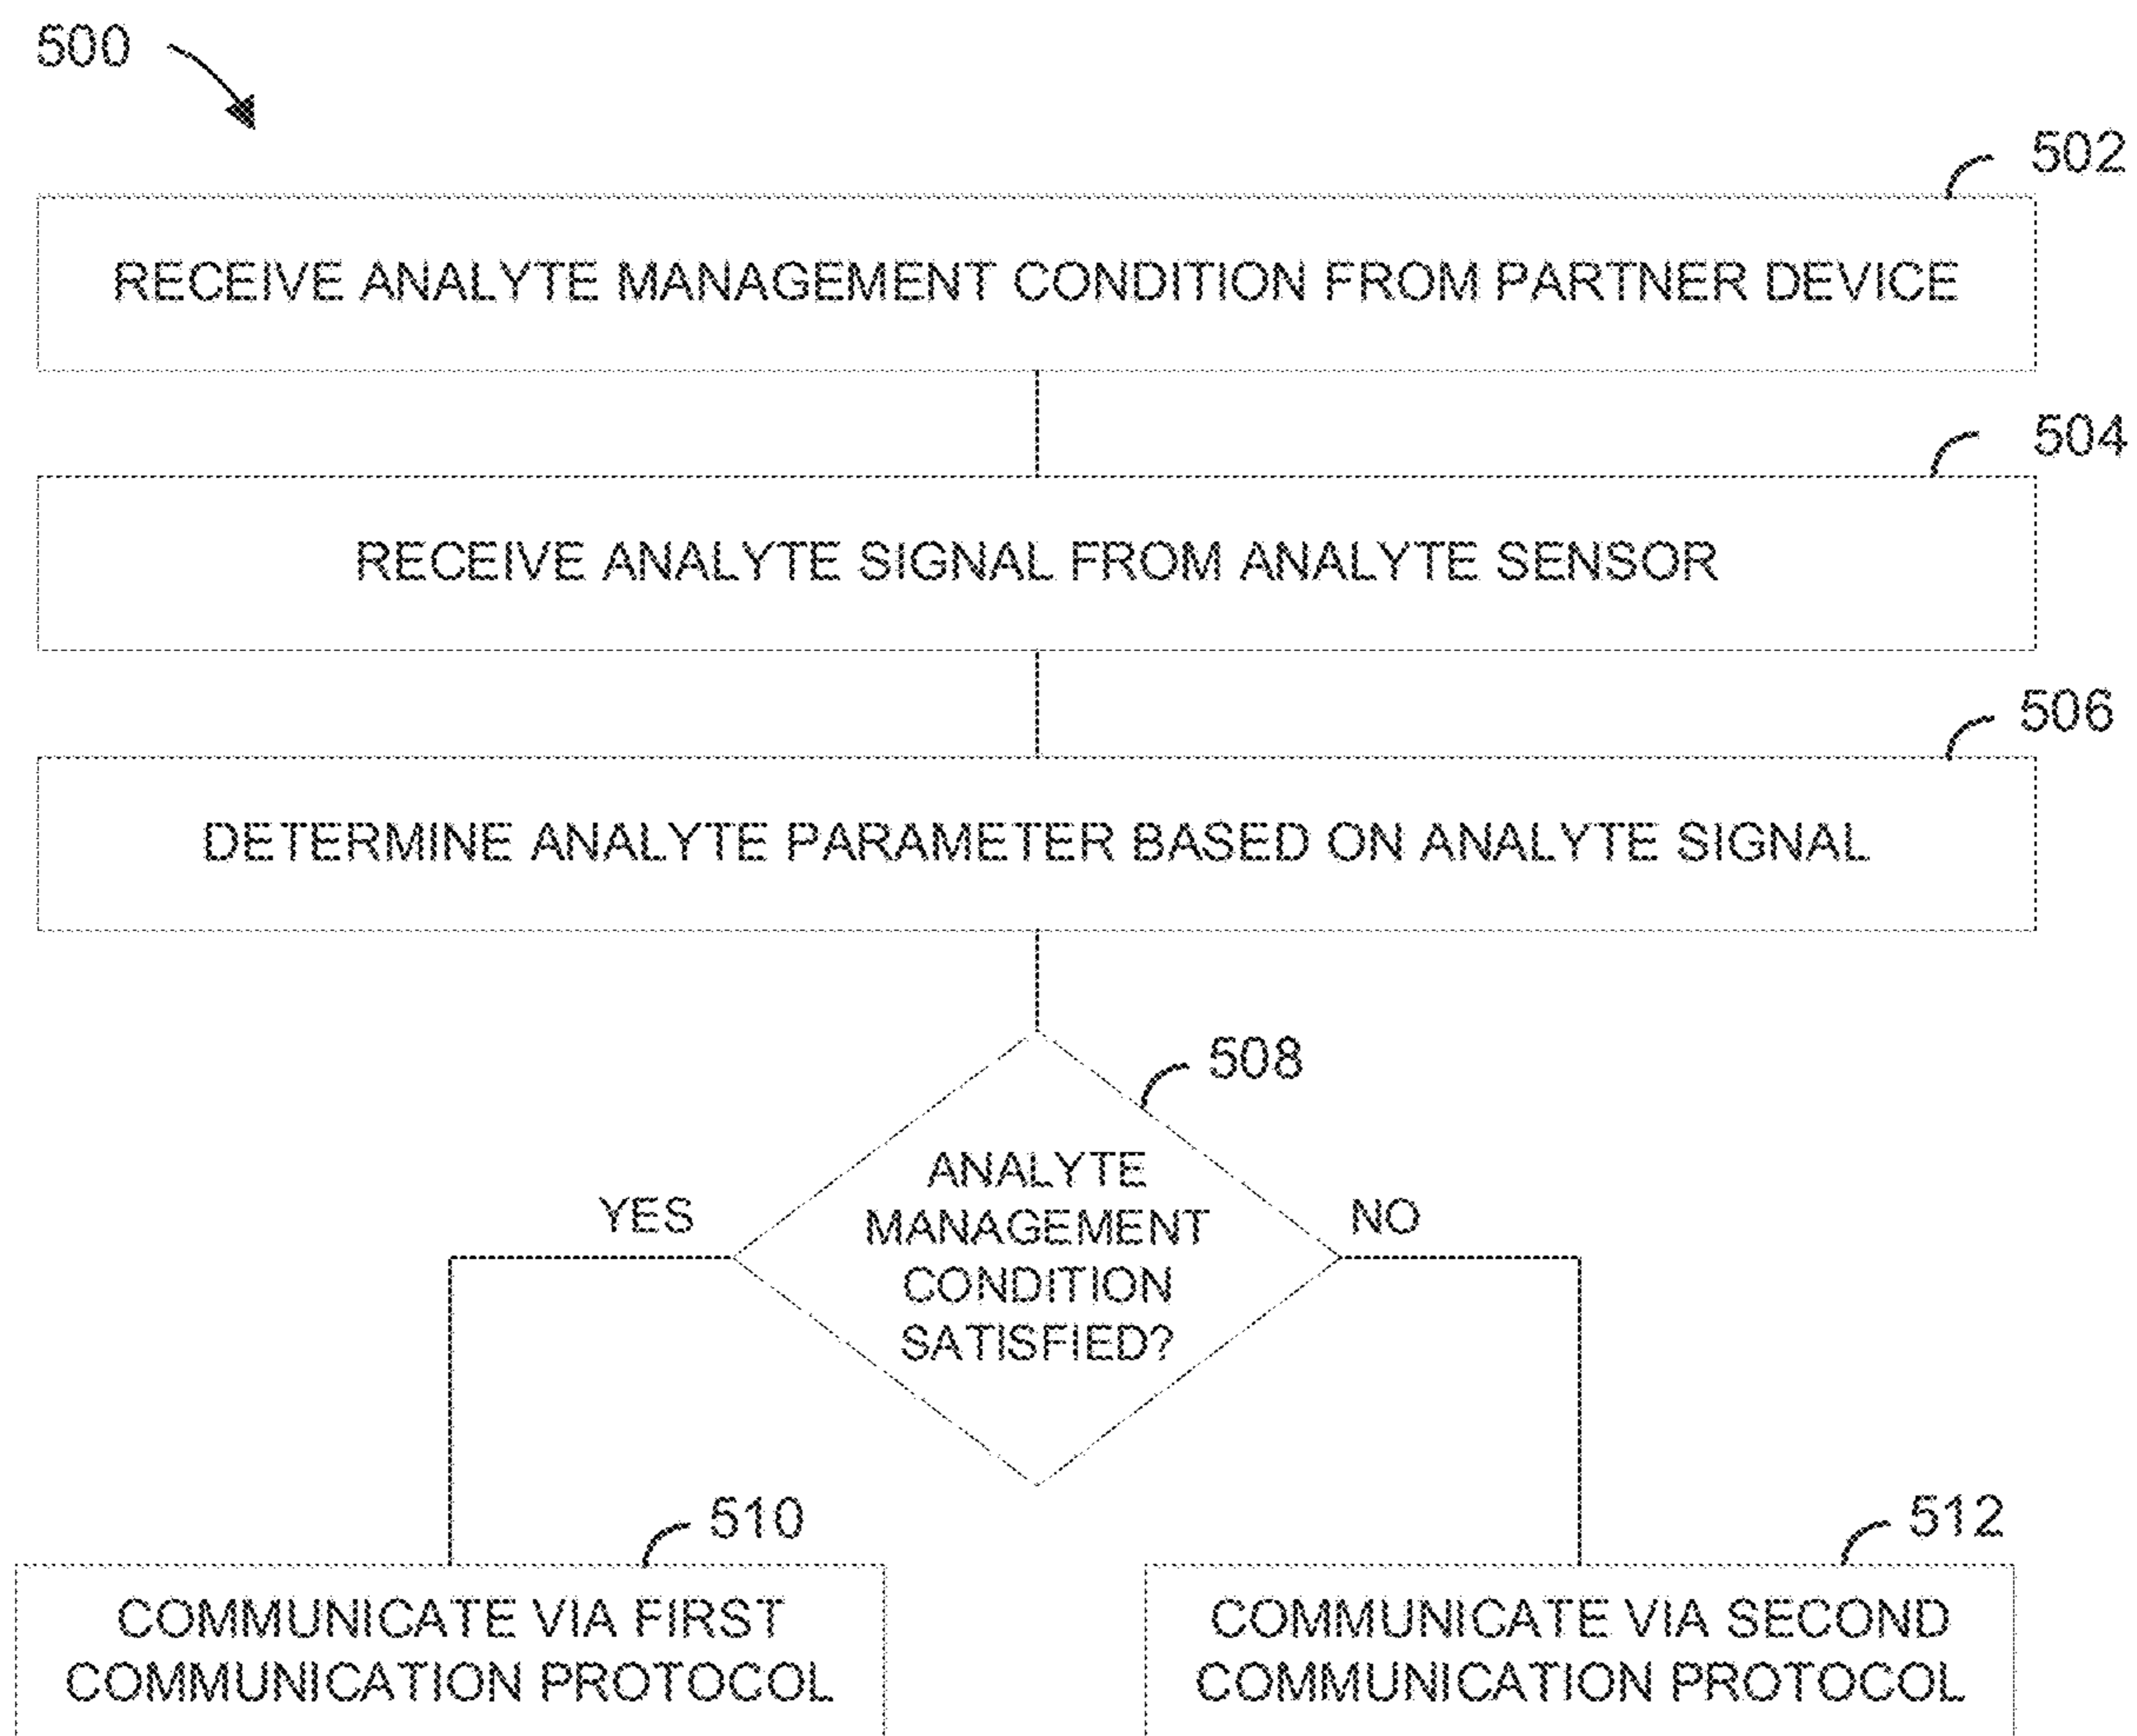 500
502
RECEIVE ANALYTE MANAGEMENT CONDITION FROM PARTNER DEVICE
504
RECEIVE ANALYTE SIGNAL FROM ANALYTE SENSOR
506
DETERMINE ANALYTE PARAMETER BASED ON ANALYTE SIGNAL
508
ANALYTE
MANAGEMENT
CONDITION
SATISFIED?
YES
NO
510
COMMUNICATE VIA FIRST
COMMUNICATION PROTOCOL
512
COMMUNICATE VIA SECOND
COMMUNICATION PROTOCOL